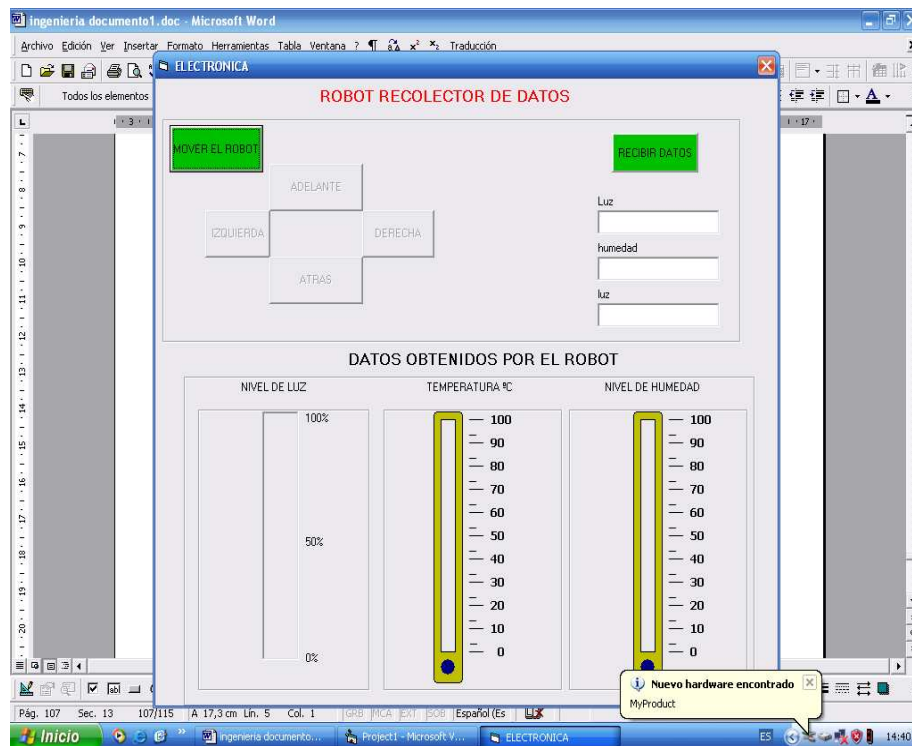 ingenieria documento1.doc - Microsoft Word
Archivo Edición Ver Insertar Formato Herramientas Tabla Ventana ? ¶ x² x₂ Traducción
ELECTRONICA
Todos los elementos
ROBOT RECOLECTOR DE DATOS
MOVER EL ROBOT
RECIBIR DATOS
ADELANTE
Luz
IZQUIERDA
DERECHA
humedad
ATRAS
luz
DATOS OBTENIDOS POR EL ROBOT
NIVEL DE LUZ
TEMPERATURA ºC
NIVEL DE HUMEDAD
100%
50%
0%
100
90
80
70
60
50
40
30
20
10
0
100
90
80
70
60
50
40
30
20
10
0
Nuevo hardware encontrado
MyProduct
Pág. 107 Sec. 13 107/115 A 17,3 cm Lín. 5 Col. 1 GRB MCA EXT SOB Español (Es
Inicio
ingenieria documento...
Project1 - Microsoft V...
ELECTRONICA
ES
14:40